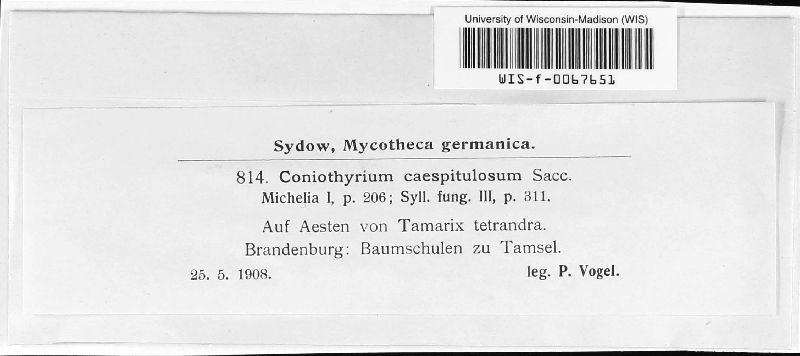 University of Wisconsin-Madison (WIS)
WIS-f-0067651
Sydow, Mycotheca germanica.
814. Coniothyrium caespitulosum Sacc.
Michelia I, p. 206; Syll. fung. III, p. 311.
Auf Aesten von Tamarix tetrandra.
Brandenburg: Baumschulen zu Tamsel.
25. 5. 1908. leg. P. Vogel.